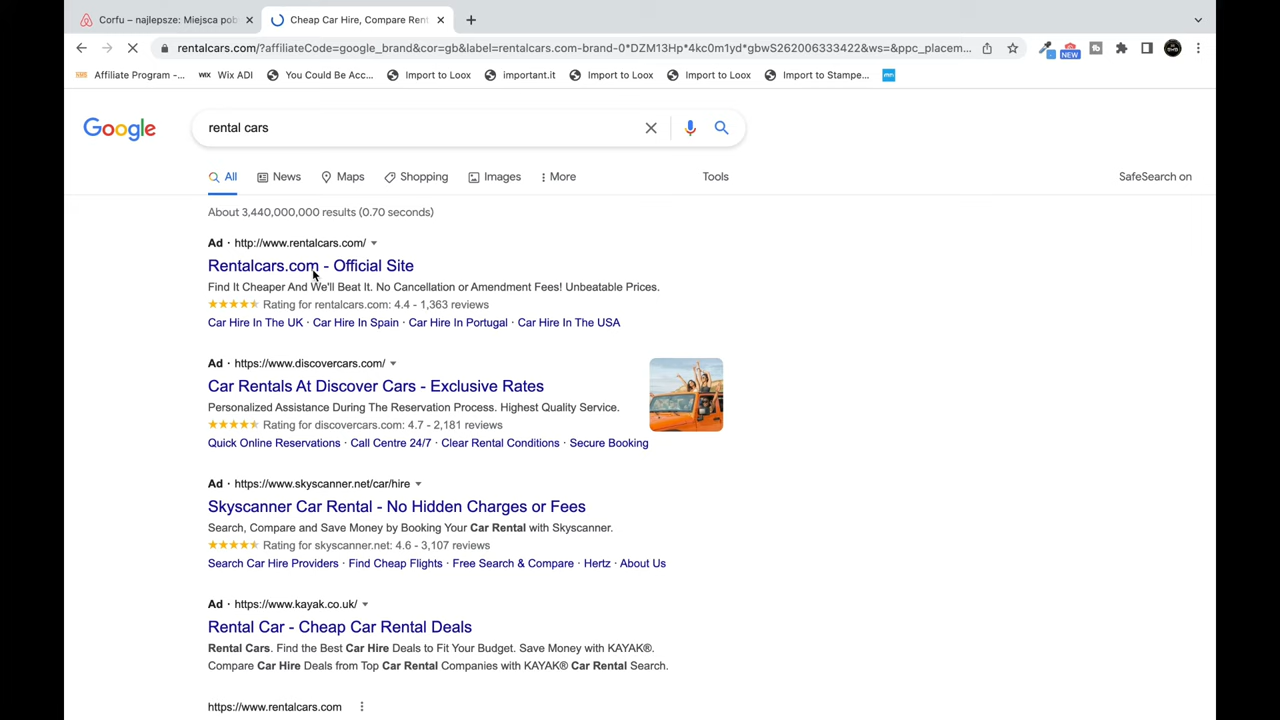 Corfu – najlepsze: Miejsca pob
Cheap Car Hire, Compare Rent
rentalcars.com/?affiliateCode=google_brand&cor=gb&label=rentalcars.com-brand-0*DZM13Hp*4kc0m1yd*gbwS262006333422&ws=&ppc_placem...
NEW
Affiliate Program -...
WIX Wix ADI
You Could Be Acc...
Import to Loox
important.it
Import to Loox
Import to Loox
Import to Stampe...
Google
rental cars
All
News
Maps
Shopping
Images
More
Tools
SafeSearch on
About 3,440,000,000 results (0.70 seconds)
Ad · http://www.rentalcars.com/
Rentalcars.com - Official Site
Find It Cheaper And We'll Beat It. No Cancellation or Amendment Fees! Unbeatable Prices.
Rating for rentalcars.com: 4.4 - 1,363 reviews
Car Hire In The UK · Car Hire In Spain · Car Hire In Portugal · Car Hire In The USA
Ad · https://www.discovercars.com/
Car Rentals At Discover Cars - Exclusive Rates
Personalized Assistance During The Reservation Process. Highest Quality Service.
Rating for discovercars.com: 4.7 - 2,181 reviews
Quick Online Reservations · Call Centre 24/7 · Clear Rental Conditions · Secure Booking
Ad · https://www.skyscanner.net/car/hire
Skyscanner Car Rental - No Hidden Charges or Fees
Search, Compare and Save Money by Booking Your Car Rental with Skyscanner.
Rating for skyscanner.net: 4.6 - 3,107 reviews
Search Car Hire Providers · Find Cheap Flights · Free Search & Compare · Hertz · About Us
Ad · https://www.kayak.co.uk/
Rental Car - Cheap Car Rental Deals
Rental Cars. Find the Best Car Hire Deals to Fit Your Budget. Save Money with KAYAK®.
Compare Car Hire Deals from Top Car Rental Companies with KAYAK® Car Rental Search.
https://www.rentalcars.com